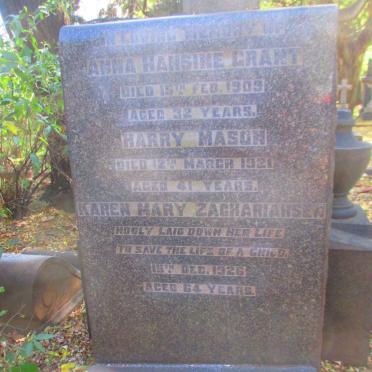 IN LOVING MEMORY OF
ANNA HANSINE GRANT
DIED 15TH FEB. 1909
AGED 32 YEARS.
HARRY MASON
DIED 12TH MARCH 1921
AGED 41 YEARS.
KAREN MARY ZACHARIANSEN
NOBLY LAID DOWN HER LIFE
TO SAVE THE LIFE OF A CHILD.
15TH DEC. 1926
AGED 64 YEARS.